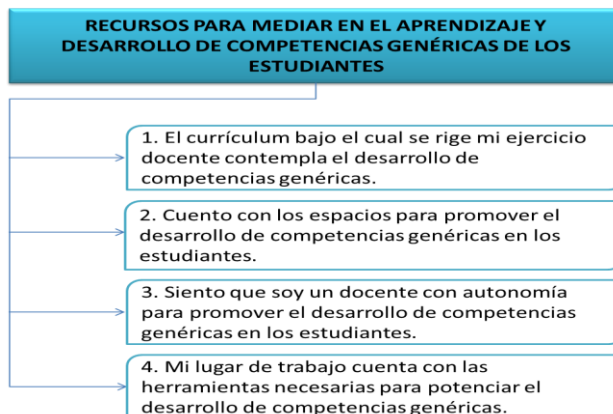 RECURSOS PARA MEDIAR EN EL APRENDIZAJE Y
DESARROLLO DE COMPETENCIAS GENÉRICAS DE LOS
ESTUDIANTES
1. El currículum bajo el cual se rige mi ejercicio
docente contempla el desarrollo de
competencias genéricas.
2. Cuento con los espacios para promover el
desarrollo de competencias genéricas en los
estudiantes.
3. Siento que soy un docente con autonomía
para promover el desarrollo de competencias
genéricas en los estudiantes.
4. Mi lugar de trabajo cuenta con las
herramientas necesarias para potenciar el
desarrollo de competencias genéricas.